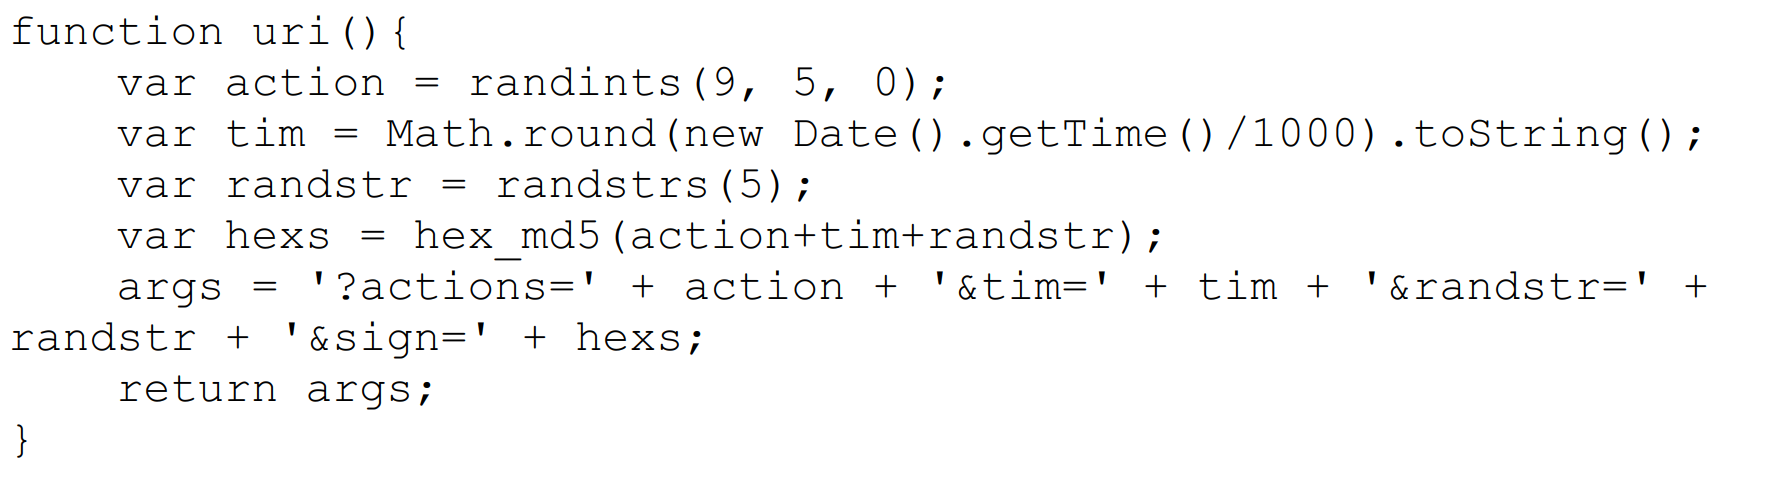 function uri(){
    var action = randints(9, 5, 0);
    var tim = Math.round(new Date().getTime()/1000).toString();
    var randstr = randstrs(5);
    var hexs = hex_md5(action+tim+randstr);
    args = '?actions=' + action + '&tim=' + tim + '&randstr=' +
randstr + '&sign=' + hexs;
    return args;
}